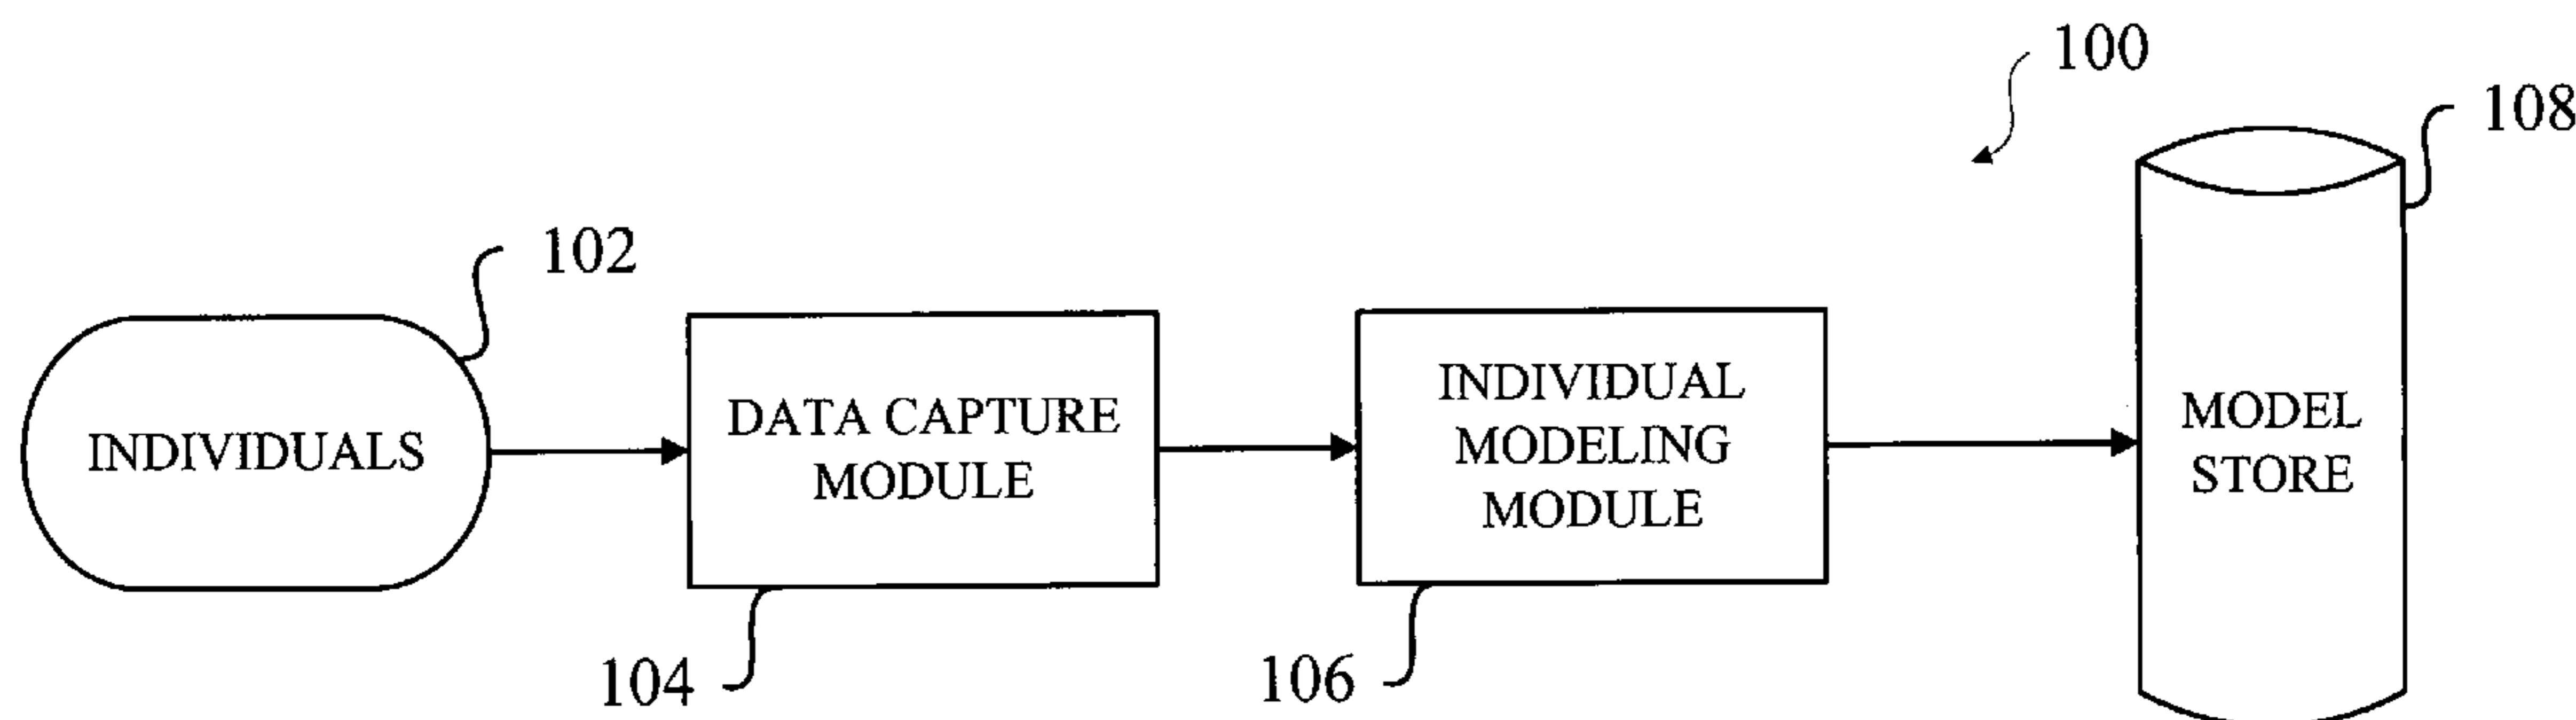 100
108
102
INDIVIDUALS
DATA CAPTURE
MODULE
INDIVIDUAL
MODELING
MODULE
MODEL
STORE
104
106